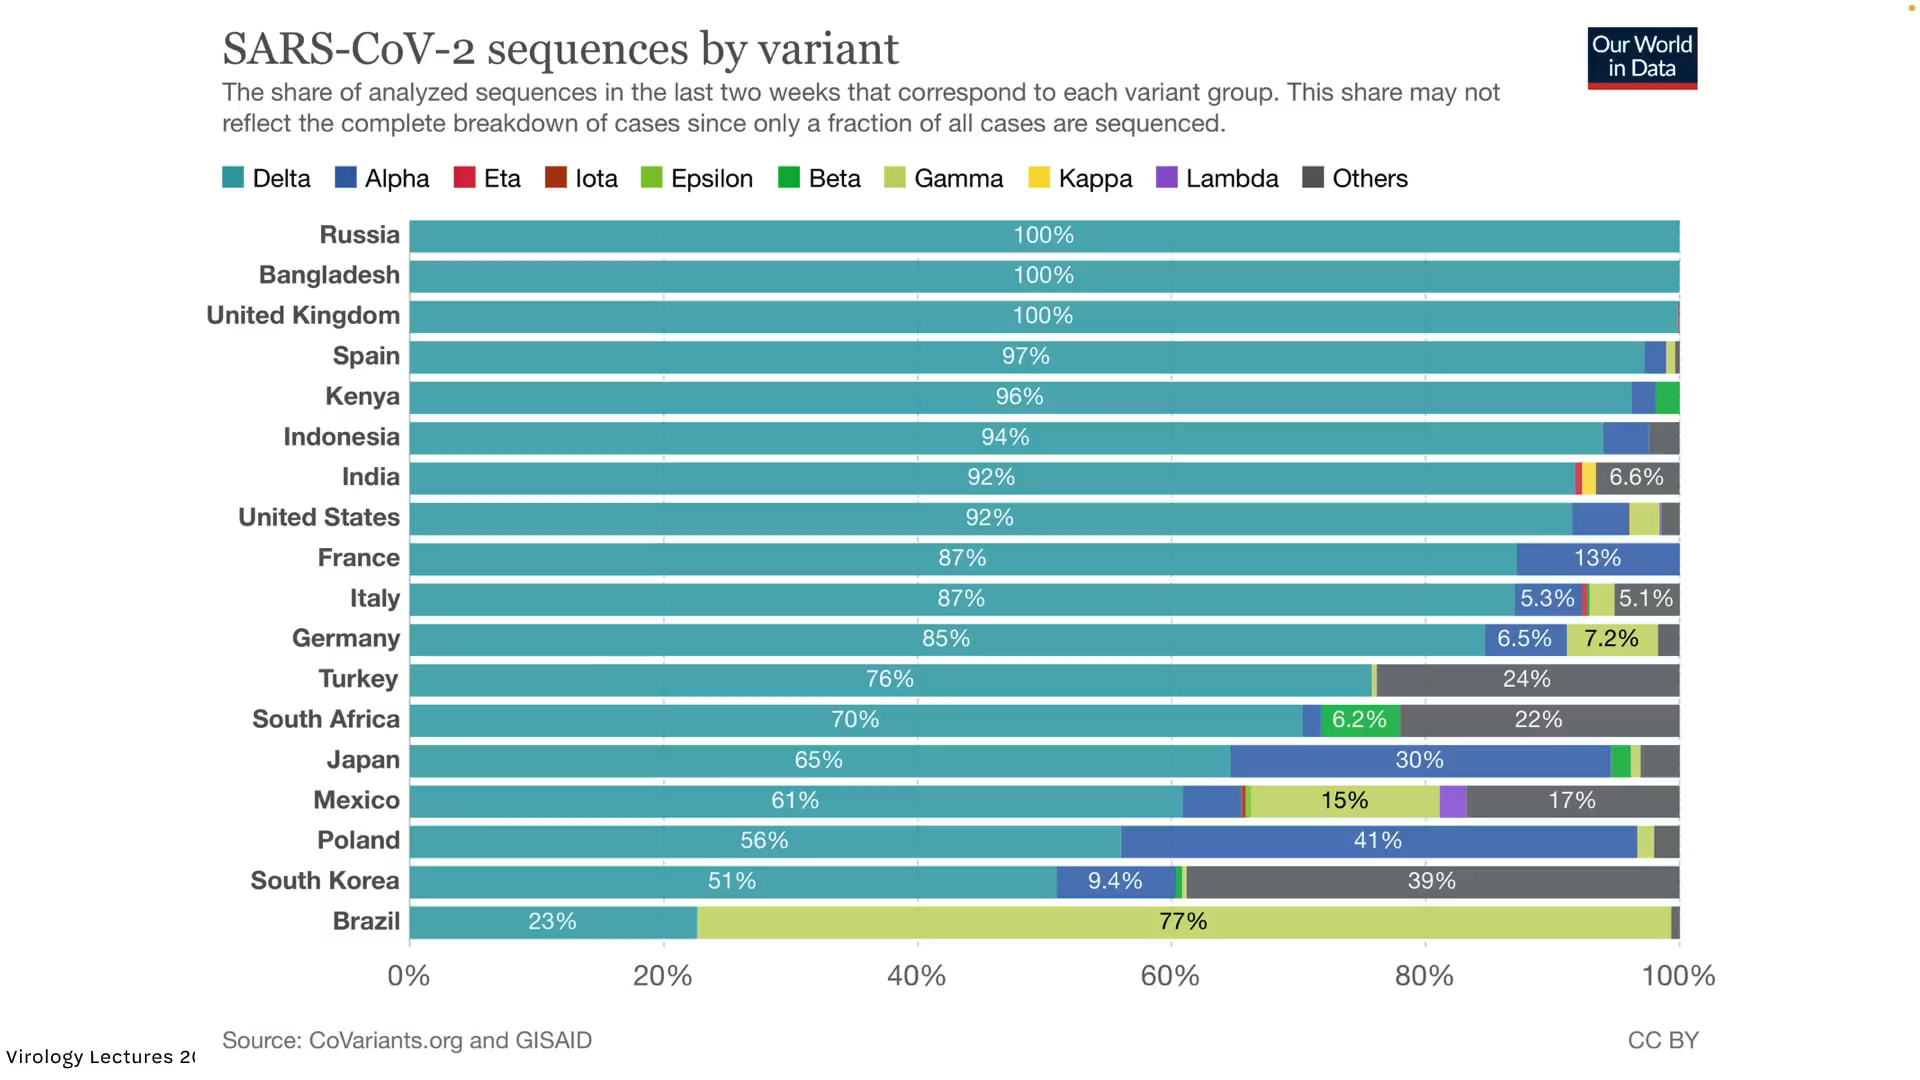 SARS-CoV-2 sequences by variant
Our World
in Data
The share of analyzed sequences in the last two weeks that correspond to each variant group. This share may not
reflect the complete breakdown of cases since only a fraction of all cases are sequenced.
Delta Alpha Eta Iota Epsilon Beta Gamma Kappa Lambda Others
Russia 100%
Bangladesh 100%
United Kingdom 100%
Spain 97%
Kenya 96%
Indonesia 94%
India 92% 6.6%
United States 92%
France 87% 13%
Italy 87% 5.3% 5.1%
Germany 85% 6.5% 7.2%
Turkey 76% 24%
South Africa 70% 6.2% 22%
Japan 65% 30%
Mexico 61% 15% 17%
Poland 56% 41%
South Korea 51% 9.4% 39%
Brazil 23% 77%
0% 20% 40% 60% 80% 100%
Source: CoVariants.org and GISAID CC BY
Virology Lectures